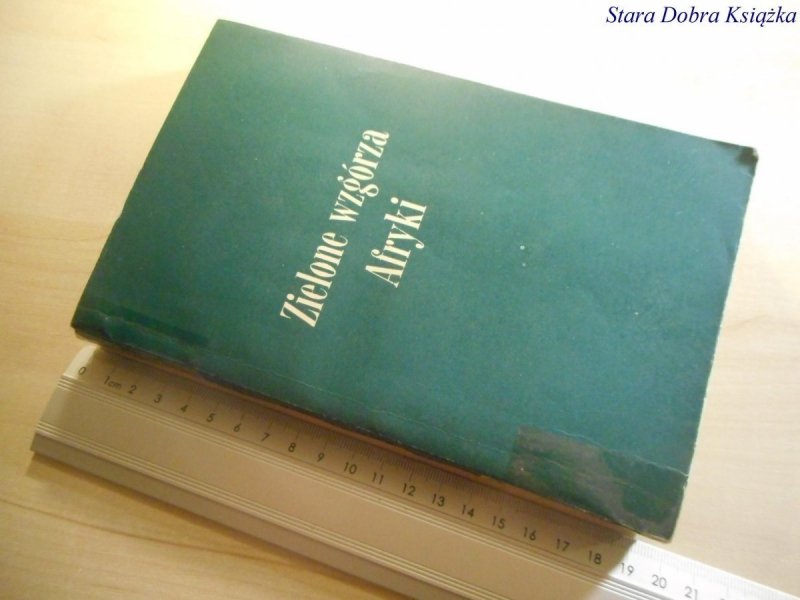 Stara Dobra Książka
Zielone wzgórza
Afryki
0 1cm 2 3 4 5 6 7 8 9 10 11 12 13 14 15 16 17 18 19 20 21